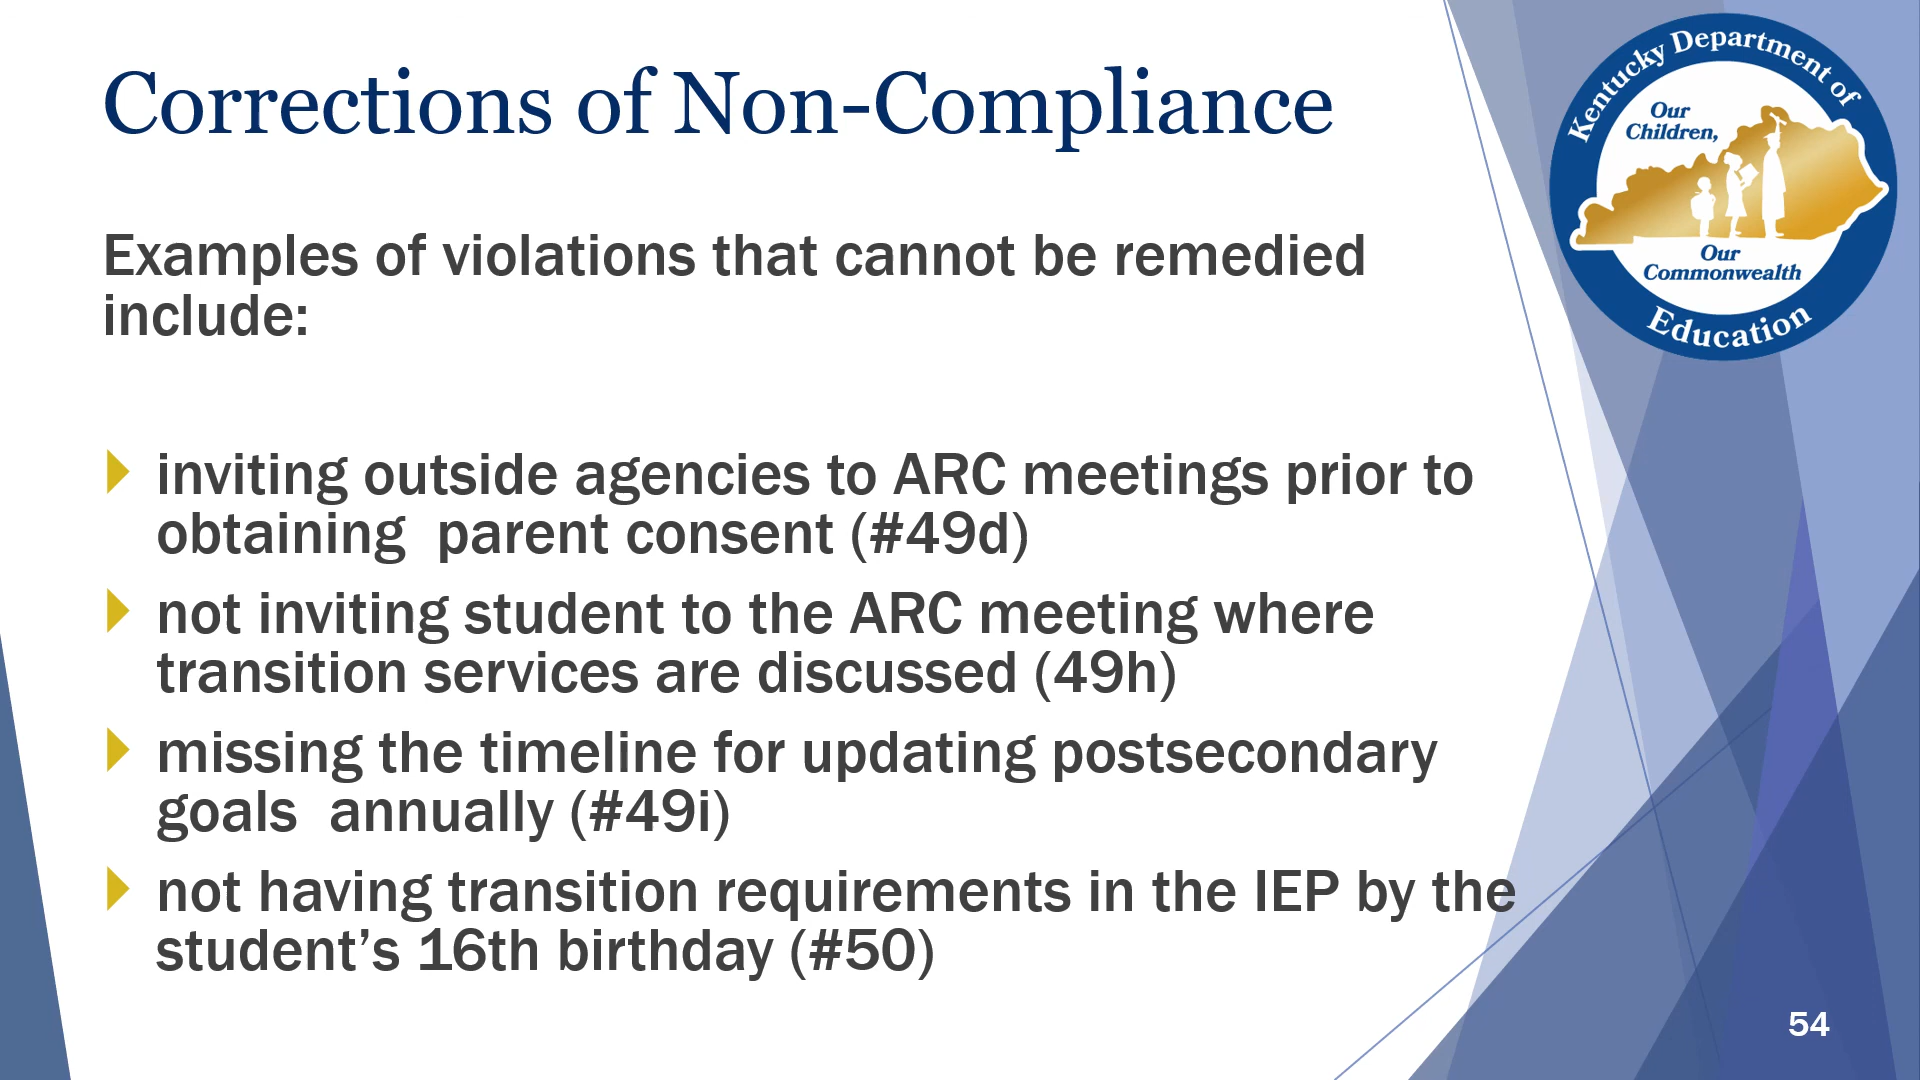 Corrections of Non-Compliance
Kentucky Department of
Our
Children,
Our
Commonwealth
Education
Examples of violations that cannot be remedied
include:
inviting outside agencies to ARC meetings prior to
obtaining  parent consent (#49d)
not inviting student to the ARC meeting where
transition services are discussed (49h)
missing the timeline for updating postsecondary
goals  annually (#49i)
not having transition requirements in the IEP by the
student’s 16th birthday (#50)
54